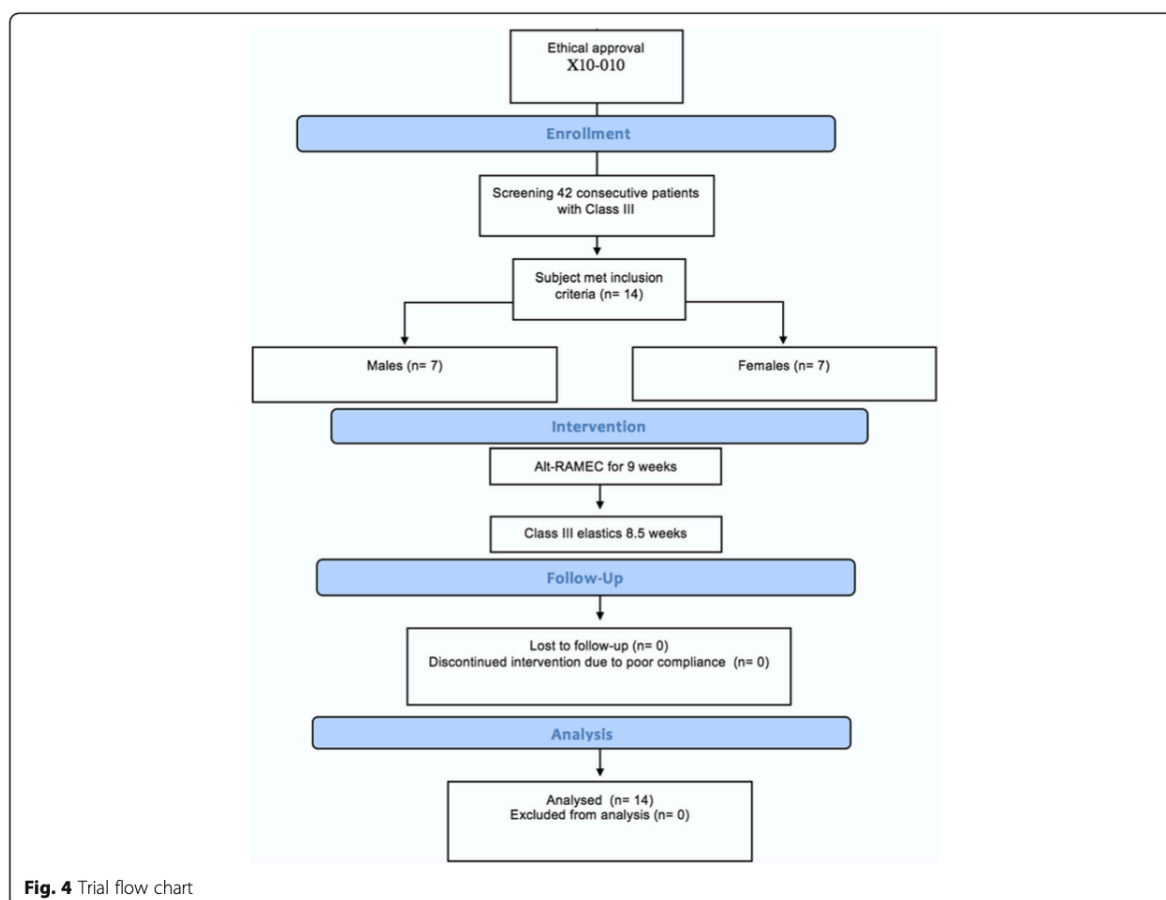 Ethical approval
X10-010
Enrollment
Screening 42 consecutive patients
with Class III
Subject met inclusion
criteria (n= 14)
Males (n= 7)
Females (n= 7)
Intervention
Alt-RAMEC for 9 weeks
Class III elastics 8.5 weeks
Follow-Up
Lost to follow-up (n= 0)
Discontinued intervention due to poor compliance (n= 0)
Analysis
Analysed (n= 14)
Excluded from analysis (n= 0)
Fig. 4 Trial flow chart